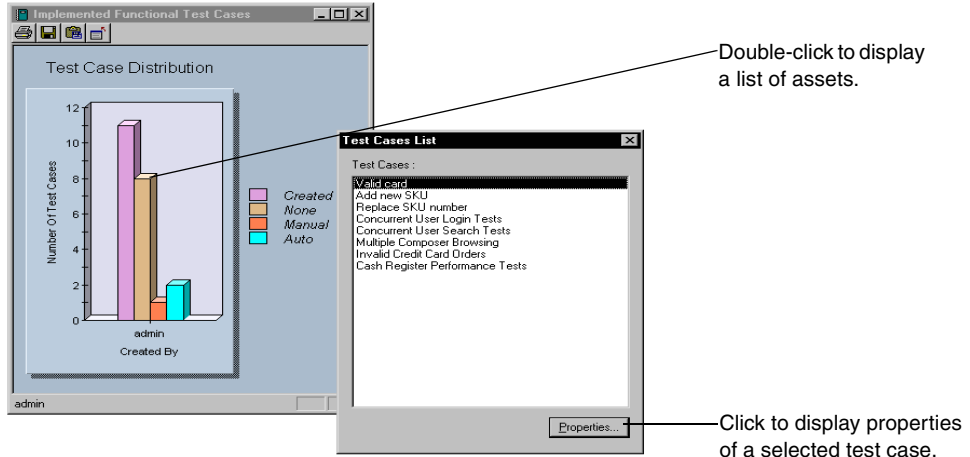 Implemented Functional Test Cases
Test Case Distribution
12
10
8
6
4
2
0
Number Of Test Cases
admin
Created By
Created
None
Manual
Auto
admin
Double-click to display
a list of assets.
Test Cases List
Test Cases :
Valid card
Add new SKU
Replace SKU number
Concurrent User Login Tests
Concurrent User Search Tests
Multiple Composer Browsing
Invalid Credit Card Orders
Cash Register Performance Tests
Properties...
Click to display properties
of a selected test case.